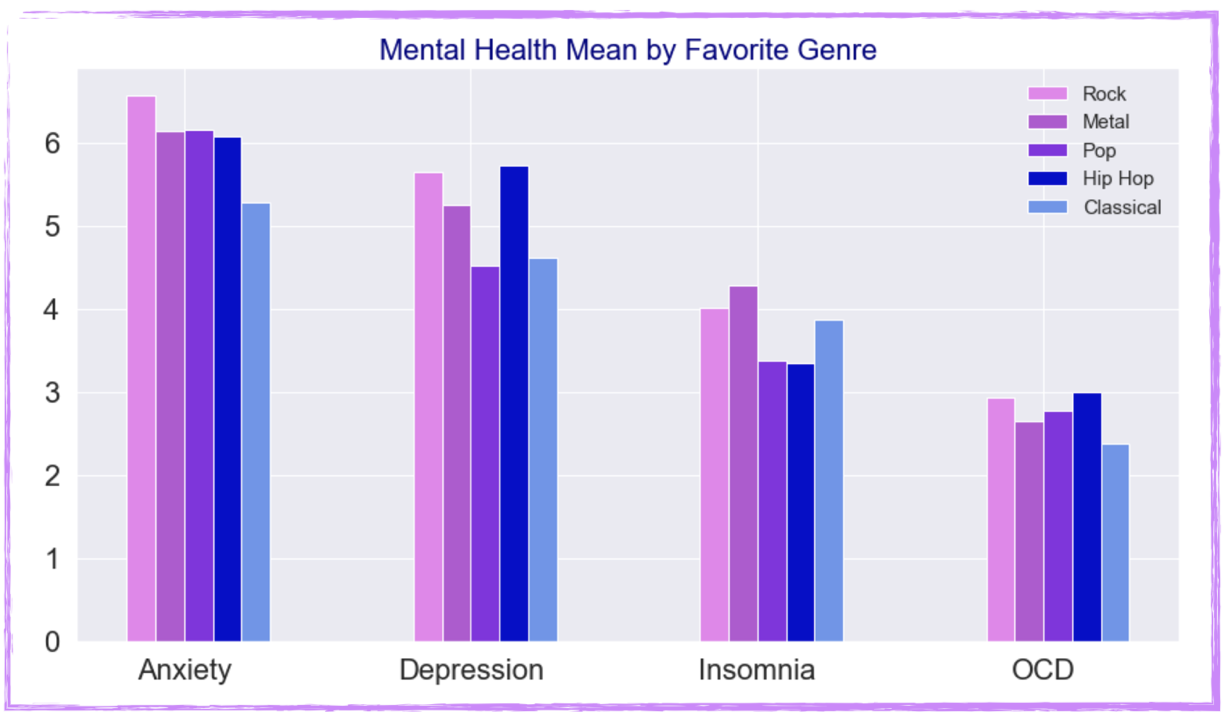 Mental Health Mean by Favorite Genre
Rock
Metal
Pop
Hip Hop
Classical
6
5
4
3
2
1
0
Anxiety Depression Insomnia OCD